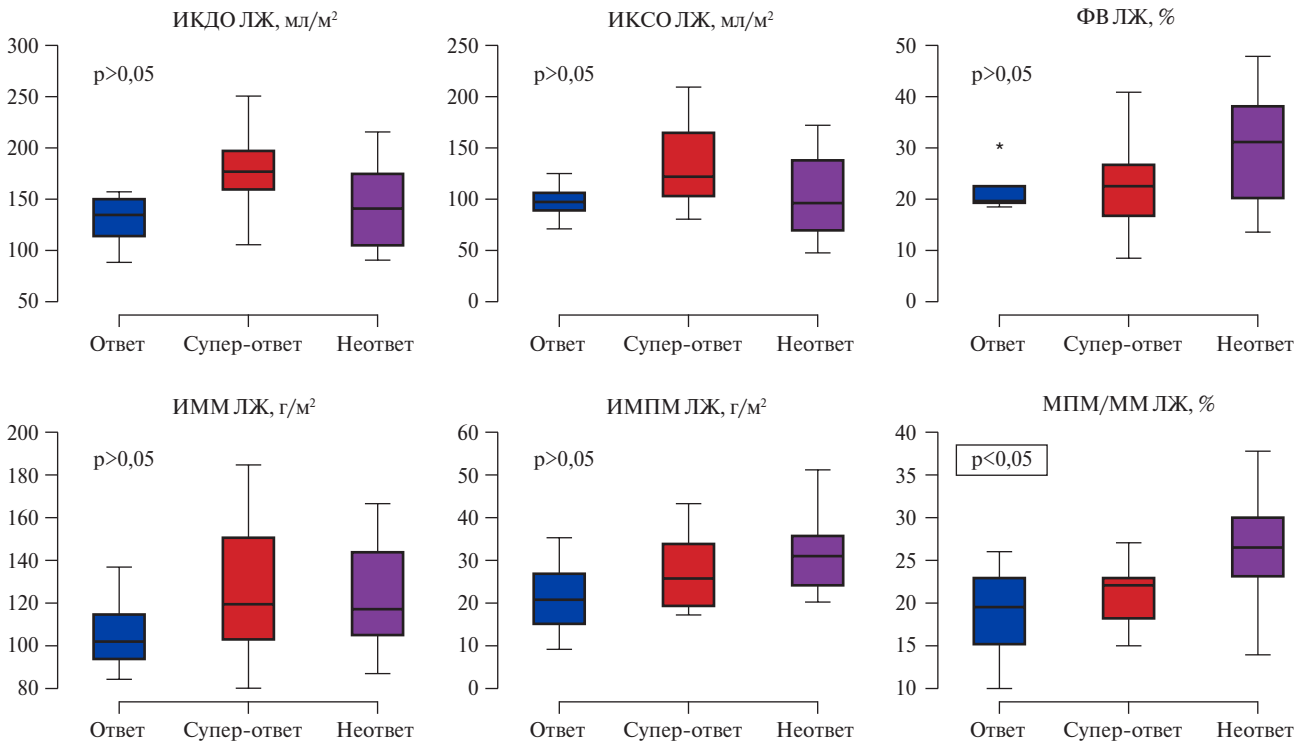 ИКДО ЛЖ, мл/м²
300
250
200
150
100
50
p>0,05
Ответ Супер-ответ Неответ
ИКСО ЛЖ, мл/м²
250
200
150
100
50
0
p>0,05
Ответ Супер-ответ Неответ
ФВ ЛЖ, %
50
40
30
20
10
0
p>0,05
*
Ответ Супер-ответ Неответ
ИММ ЛЖ, г/м²
200
180
160
140
120
100
80
p>0,05
Ответ Супер-ответ Неответ
ИМПМ ЛЖ, г/м²
60
50
40
30
20
10
0
p>0,05
Ответ Супер-ответ Неответ
МПМ/ММ ЛЖ, %
40
35
30
25
20
15
10
p<0,05
Ответ Супер-ответ Неответ